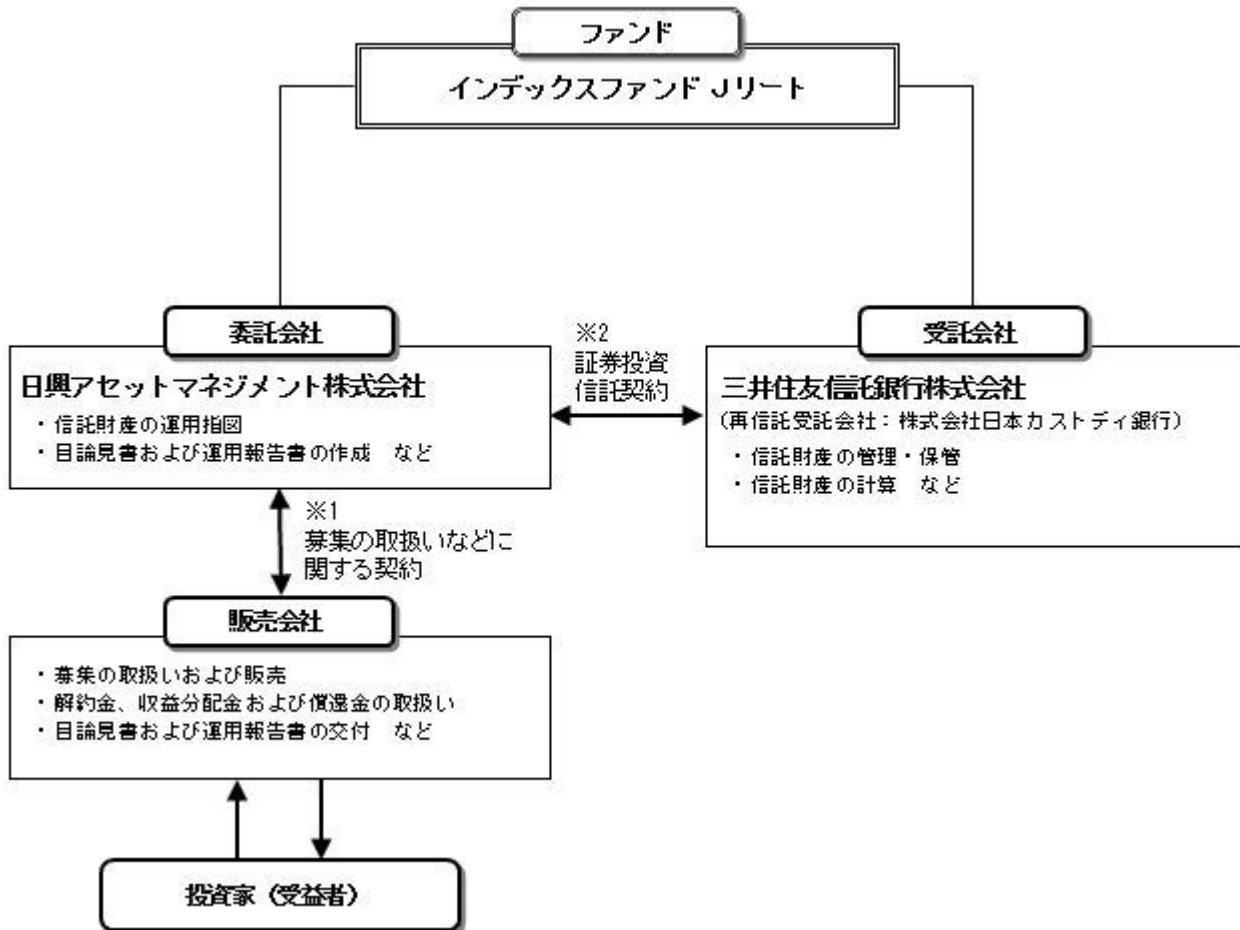 ファンド
インデックスファンドJリート
委託会社
日興アセットマネジメント株式会社
・信託財産の運用指図
・目論見書および運用報告書の作成　など
※2
証券投資
信託契約
受託会社
三井住友信託銀行株式会社
(再信託受託会社：株式会社日本カストディ銀行)
・信託財産の管理・保管
・信託財産の計算　など
※1
募集の取扱いなどに
関する契約
販売会社
・募集の取扱いおよび販売
・解約金、収益分配金および償還金の取扱い
・目論見書および運用報告書の交付　など
投資家（受益者）